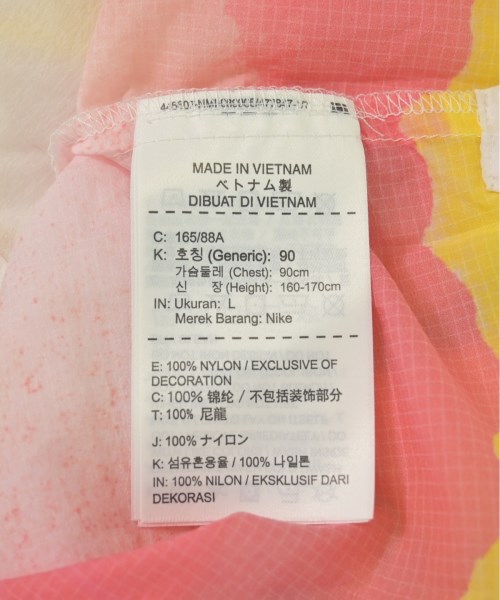 MADE IN VIETNAM
ベトナム製
DIBUAT DI VIETNAM
C: 165/88A
K: 호칭 (Generic): 90
가슴둘레 (Chest): 90cm
신 장 (Height): 160-170cm
IN: Ukuran: L
Merek Barang: Nike
E: 100% NYLON / EXCLUSIVE OF
DECORATION
C: 100% 锦纶 / 不包括装饰部分
T: 100% 尼龍
J: 100% ナイロン
K: 섬유혼용율 / 100% 나일론
IN: 100% NILON / EKSKLUSIF DARI
DEKORASI